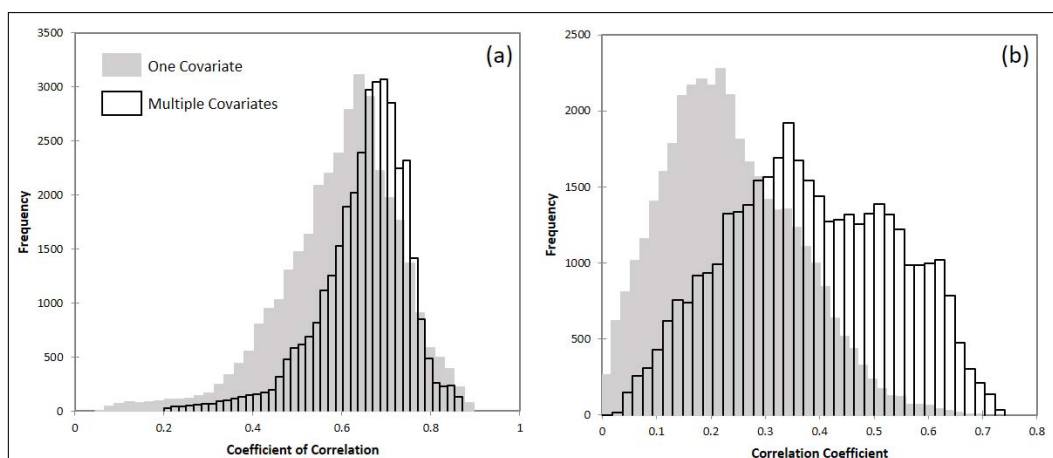 (a)
One Covariate
Multiple Covariates
Frequency
3500
3000
2500
2000
1500
1000
500
0
0 0.2 0.4 0.6 0.8 1
Coefficient of Correlation
(b)
Frequency
2500
2000
1500
1000
500
0
0 0.1 0.2 0.3 0.4 0.5 0.6 0.7 0.8
Correlation Coefficient